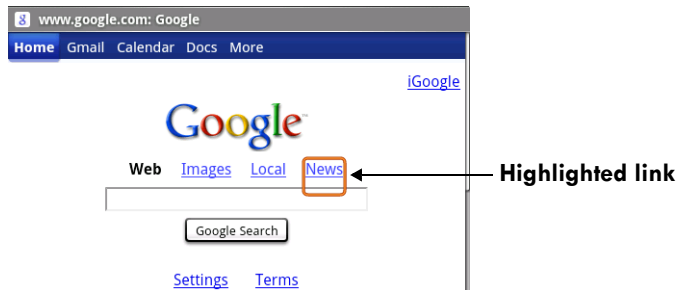 8 www.google.com: Google
Home Gmail Calendar Docs More
iGoogle
Google
Web Images Local News
Highlighted link
Google Search
Settings Terms